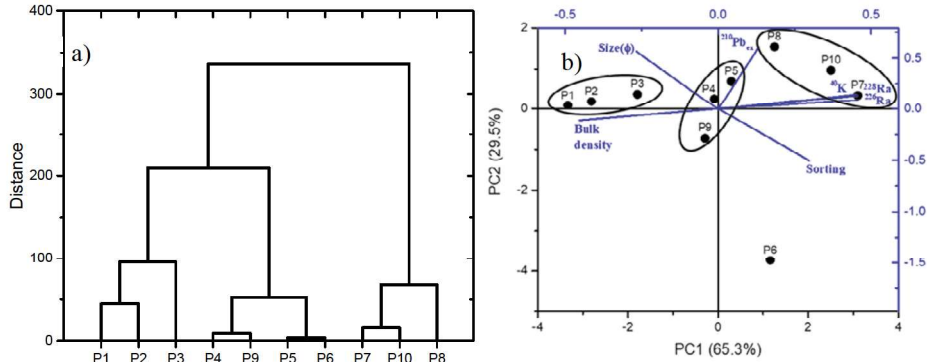 a)
400
300
200
100
0
Distance
P1 P2 P3 P4 P9 P5 P6 P7 P10 P8
b)
-0.5 0.0 0.5
2
0
-2
-4
PC2 (29.5%)
0.5
0.0
-0.5
-1.0
-1.5
Size(ϕ)
²¹⁰Pbₑₓ
P8
P10
P5
P4
P3
P2
P1
P7
⁴⁰K
²²⁸Ra
²²⁶Ra
P9
Bulk
density
Sorting
P6
-4 -2 0 2 4
PC1 (65.3%)